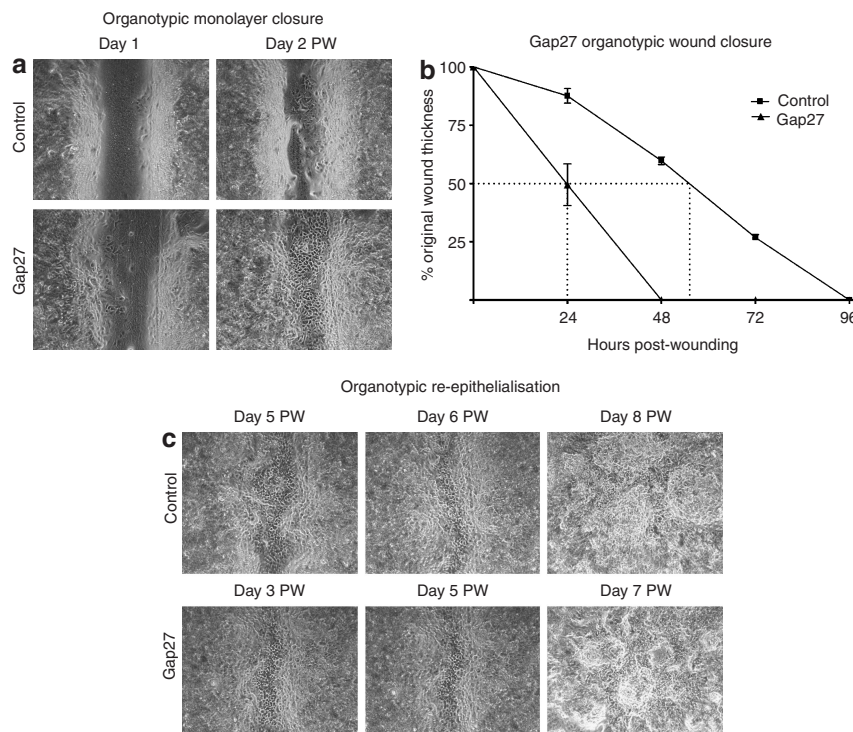 Organotypic monolayer closure
Day 1
Day 2 PW
a
Control
Gap27
Gap27 organotypic wound closure
b
100
75
50
25
% original wound thickness
Control
Gap27
24
48
72
96
Hours post-wounding
Organotypic re-epithelialisation
c
Day 5 PW
Day 6 PW
Day 8 PW
Control
Day 3 PW
Day 5 PW
Day 7 PW
Gap27